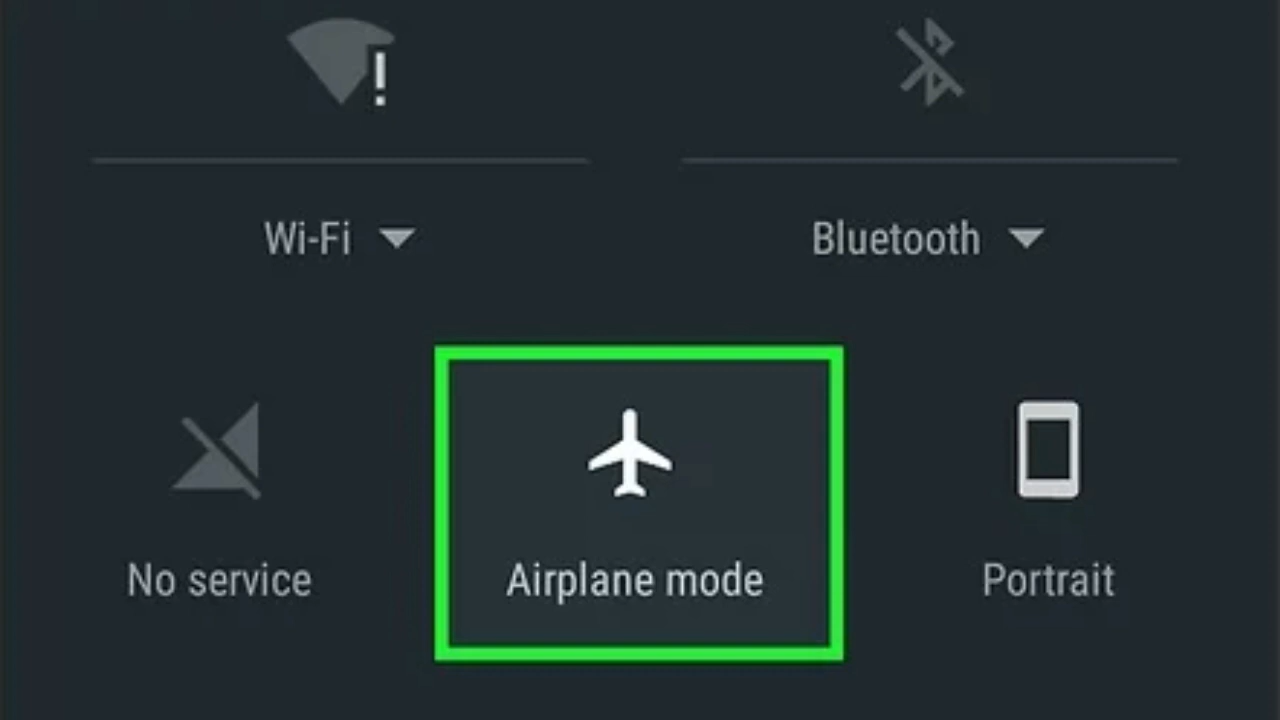 Wi-Fi
Bluetooth
No service
Airplane mode
Portrait